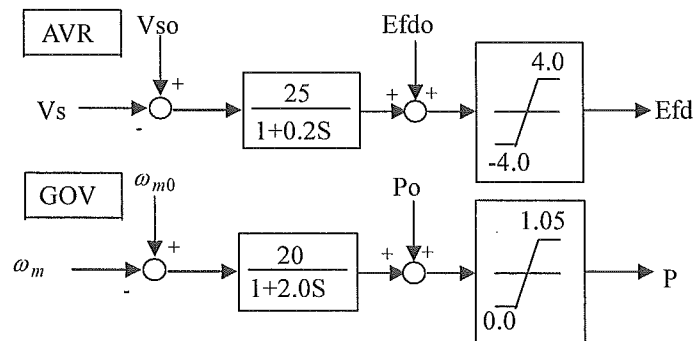 AVR
Vso
Efdo
4.0
+
+
+
Vs
-
25
1+0.2S
-4.0
Efd
GOV
ωm0
Po
1.05
+
+
+
ωm
-
20
1+2.0S
0.0
P